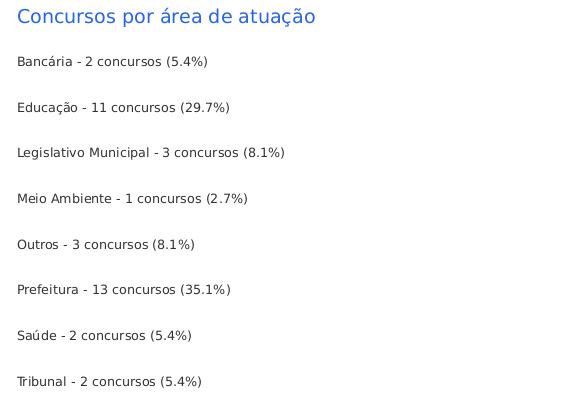 Concursos por área de atuação
Bancária - 2 concursos (5.4%)
Educação - 11 concursos (29.7%)
Legislativo Municipal - 3 concursos (8.1%)
Meio Ambiente - 1 concursos (2.7%)
Outros - 3 concursos (8.1%)
Prefeitura - 13 concursos (35.1%)
Saúde - 2 concursos (5.4%)
Tribunal - 2 concursos (5.4%)